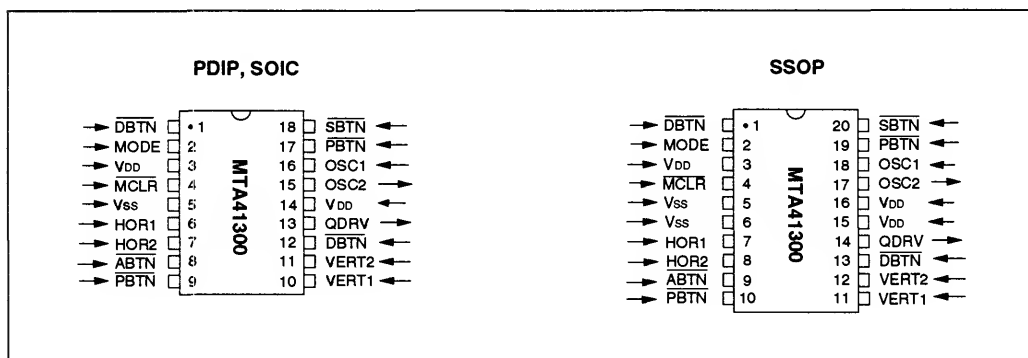 PDIP, SOIC
DBTN • 1 18 SBTN
MODE 2 17 PBTN
VDD 3 16 OSC1
MCLR 4 15 OSC2
VSS 5 14 VDD
HOR1 6 13 QDRV
HOR2 7 12 DBTN
ABTN 8 11 VERT2
PBTN 9 10 VERT1
MTA41300
SSOP
DBTN • 1 20 SBTN
MODE 2 19 PBTN
VDD 3 18 OSC1
MCLR 4 17 OSC2
VSS 5 16 VDD
VSS 6 15 VDD
HOR1 7 14 QDRV
HOR2 8 13 DBTN
ABTN 9 12 VERT2
PBTN 10 11 VERT1
MTA41300